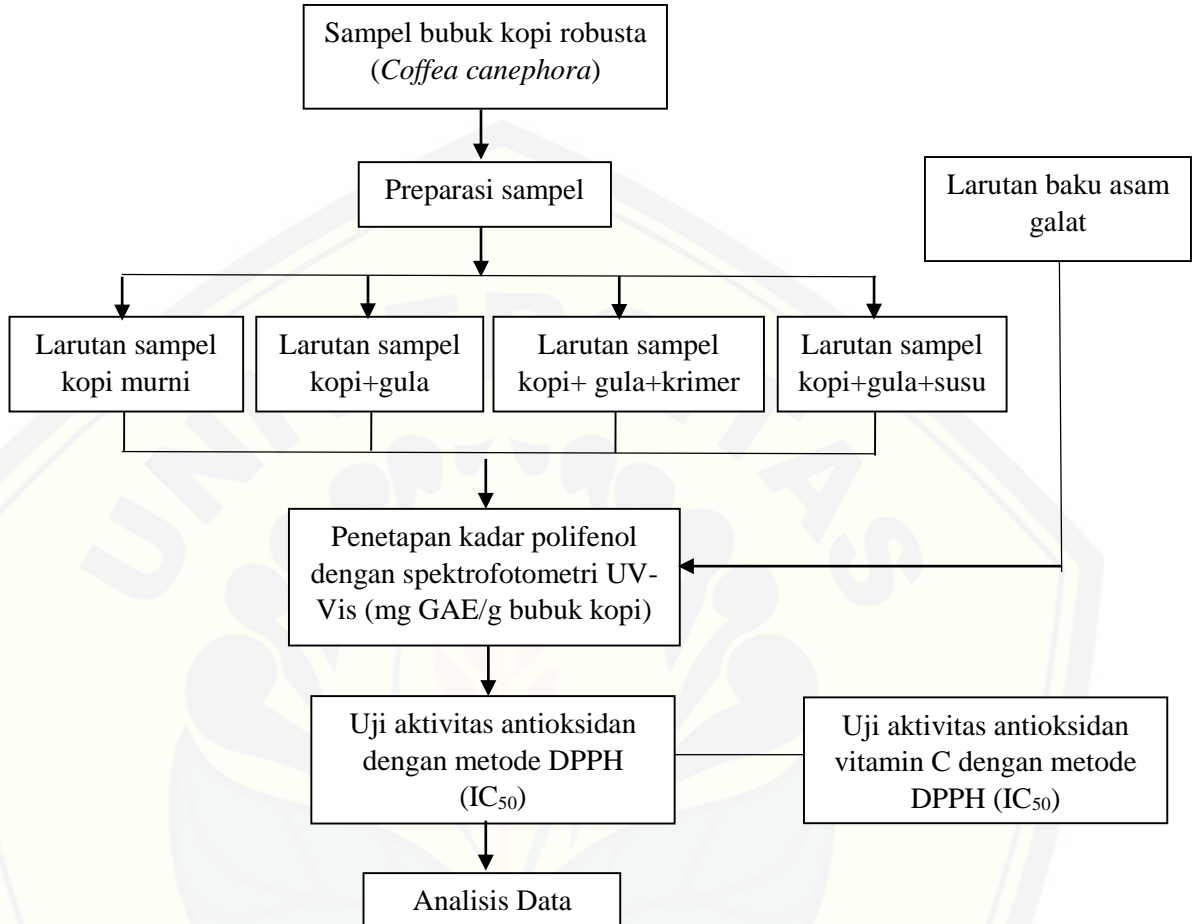 Sampel bubuk kopi robusta
(Coffea canephora)
Preparasi sampel
Larutan baku asam
galat
Larutan sampel
kopi murni
Larutan sampel
kopi+gula
Larutan sampel
kopi+ gula+krimer
Larutan sampel
kopi+gula+susu
Penetapan kadar polifenol
dengan spektrofotometri UV-
Vis (mg GAE/g bubuk kopi)
Uji aktivitas antioksidan
dengan metode DPPH
(IC₅₀)
Uji aktivitas antioksidan
vitamin C dengan metode
DPPH (IC₅₀)
Analisis Data
UNIVERSITAS